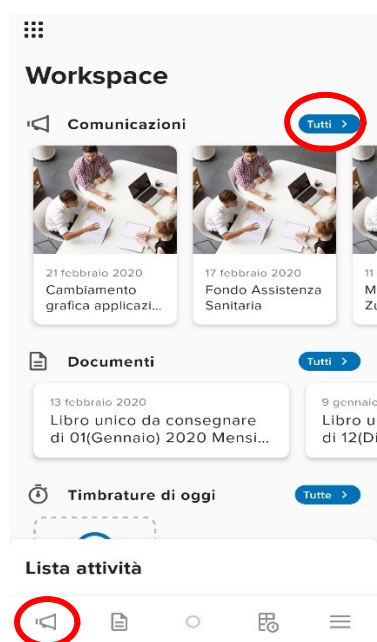 Workspace
Comunicazioni
Tutti >
21 febbraio 2020
17 febbraio 2020
11
Cambiamento
grafica applicazi...
Fondo Assistenza
Sanitaria
M
Zu
Documenti
Tutti >
13 febbraio 2020
Libro unico da consegnare
di 01(Gennaio) 2020 Mensi...
9 gennaio
Libro u
di 12(Di
Timbrature di oggi
Tutte >
Lista attività